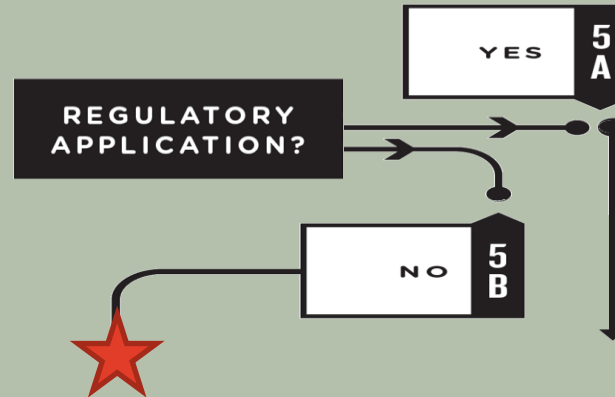 YES
5
A
REGULATORY
APPLICATION?
NO
5
B